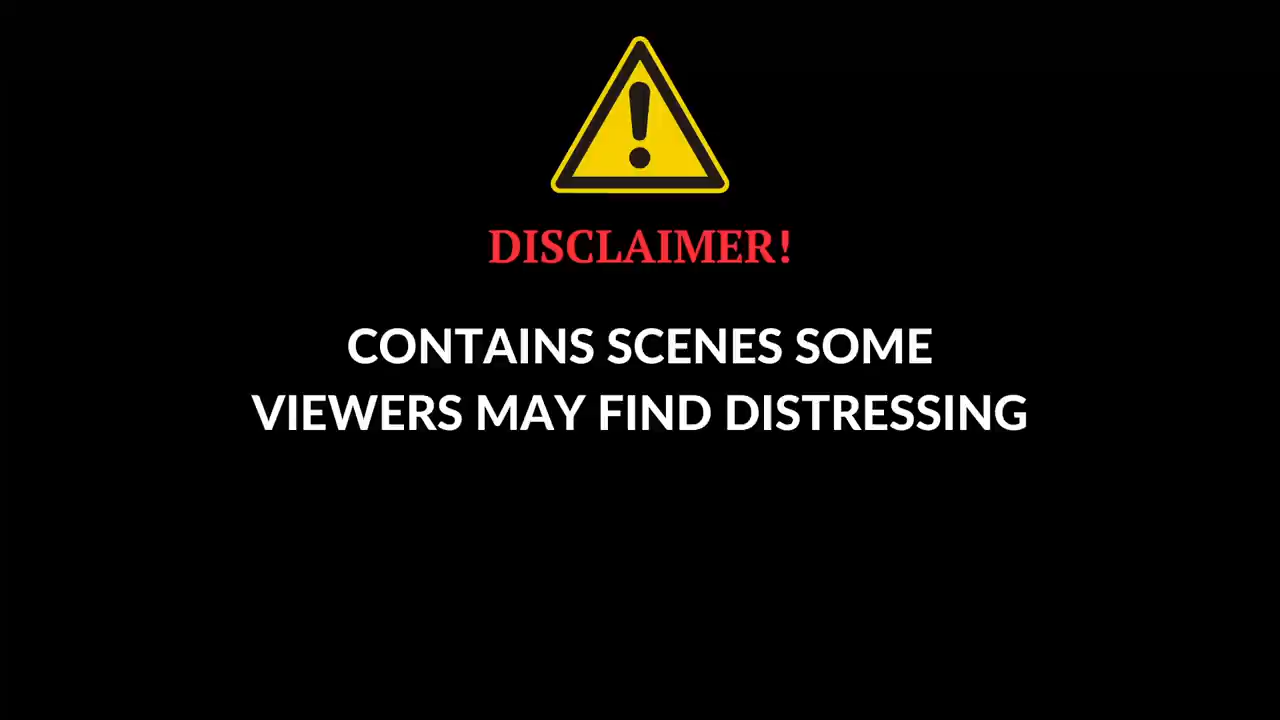 DISCLAIMER!
CONTAINS SCENES SOME
VIEWERS MAY FIND DISTRESSING